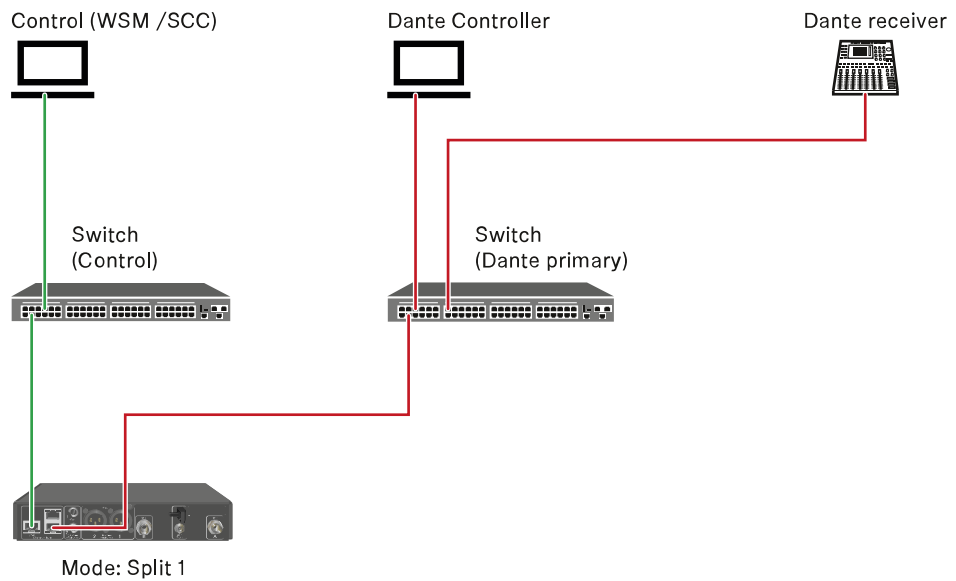 Control (WSM /SCC)
Dante Controller
Dante receiver
Switch
(Control)
Switch
(Dante primary)
Mode: Split 1